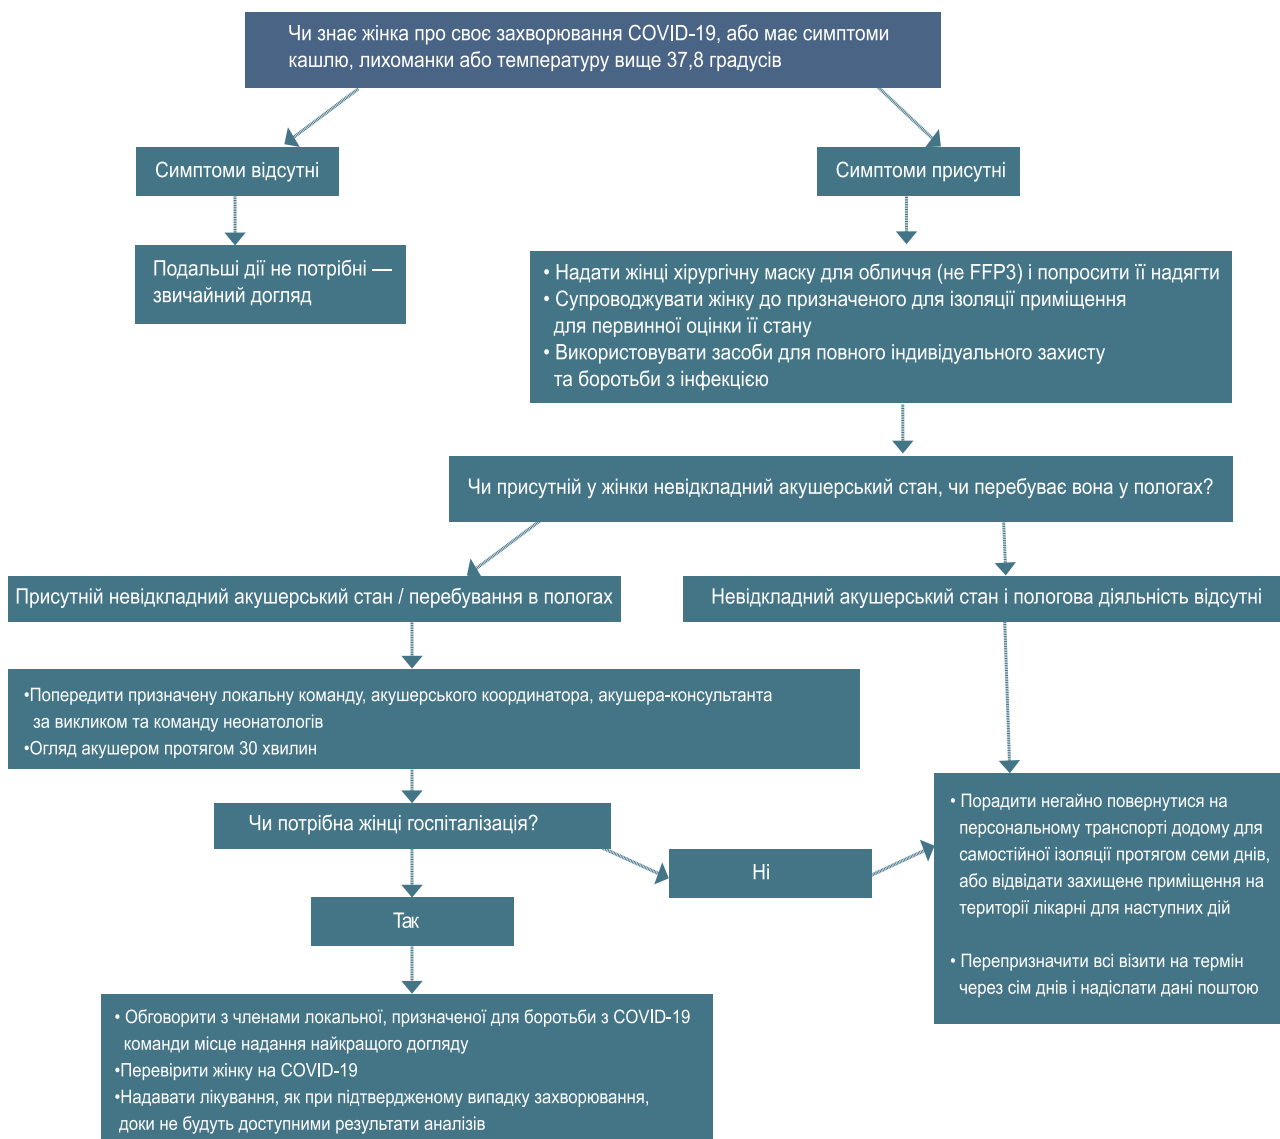 Чи знає жінка про своє захворювання COVID-19, або має симптоми
кашлю, лихоманки або температуру вище 37,8 градусів
Симптоми відсутні
Симптоми присутні
Подальші дії не потрібні —
звичайний догляд
• Надати жінці хірургічну маску для обличчя (не FFP3) і попросити її надягти
• Супроводжувати жінку до призначеного для ізоляції приміщення
для первинної оцінки її стану
• Використовувати засоби для повного індивідуального захисту
та боротьби з інфекцією
Чи присутній у жінки невідкладний акушерський стан, чи перебуває вона у пологах?
Присутній невідкладний акушерський стан / перебування в пологах
Невідкладний акушерський стан і пологова діяльність відсутні
•Попередити призначену локальну команду, акушерського координатора, акушера-консультанта
за викликом та команду неонатологів
•Огляд акушером протягом 30 хвилин
Чи потрібна жінці госпіталізація?
Ні
Так
• Порадити негайно повернутися на
персональному транспорті додому для
самостійної ізоляції протягом семи днів,
або відвідати захищене приміщення на
території лікарні для наступних дій
• Перепризначити всі візити на термін
через сім днів і надіслати дані поштою
• Обговорити з членами локальної, призначеної для боротьби з COVID-19
команди місце надання найкращого догляду
•Перевірити жінку на COVID-19
•Надавати лікування, як при підтвердженому випадку захворювання,
доки не будуть доступними результати аналізів